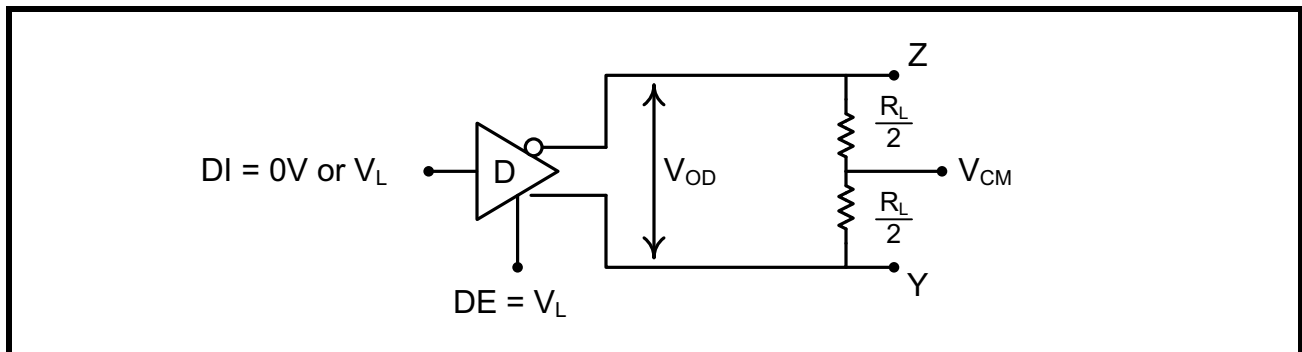 Z
R_L
2
DI = 0V or V_L
D
V_OD
V_CM
R_L
2
DE = V_L
Y